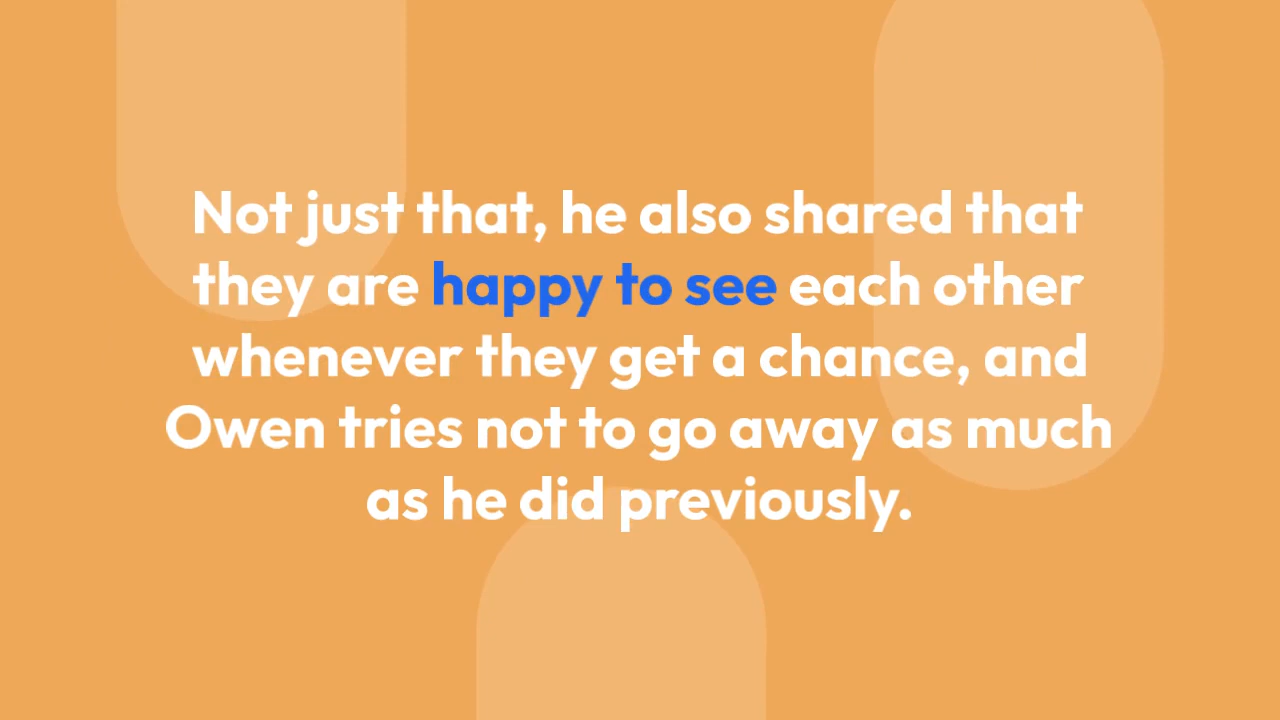 Not just that, he also shared that
they are happy to see each other
whenever they get a chance, and
Owen tries not to go away as much
as he did previously.